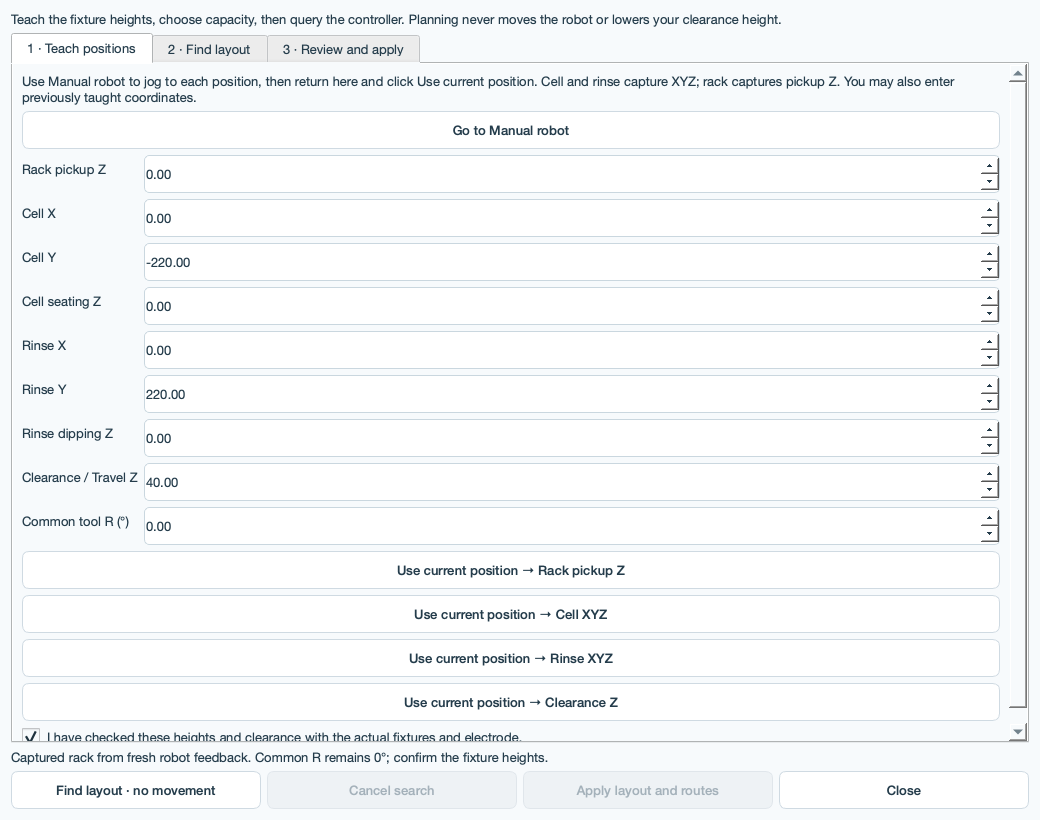 Teach the fixture heights, choose capacity, then query the controller. Planning never moves the robot or lowers your clearance height.
1 · Teach positions
2 · Find layout
3 · Review and apply
Use Manual robot to jog to each position, then return here and click Use current position. Cell and rinse capture XYZ; rack captures pickup Z. You may also enter
previously taught coordinates.
Go to Manual robot
Rack pickup Z
0.00
Cell X
0.00
Cell Y
-220.00
Cell seating Z
0.00
Rinse X
0.00
Rinse Y
220.00
Rinse dipping Z
0.00
Clearance / Travel Z
40.00
Common tool R (°)
0.00
Use current position → Rack pickup Z
Use current position → Cell XYZ
Use current position → Rinse XYZ
Use current position → Clearance Z
I have checked these heights and clearance with the actual fixtures and electrode.
Captured rack from fresh robot feedback. Common R remains 0°; confirm the fixture heights.
Find layout · no movement
Cancel search
Apply layout and routes
Close